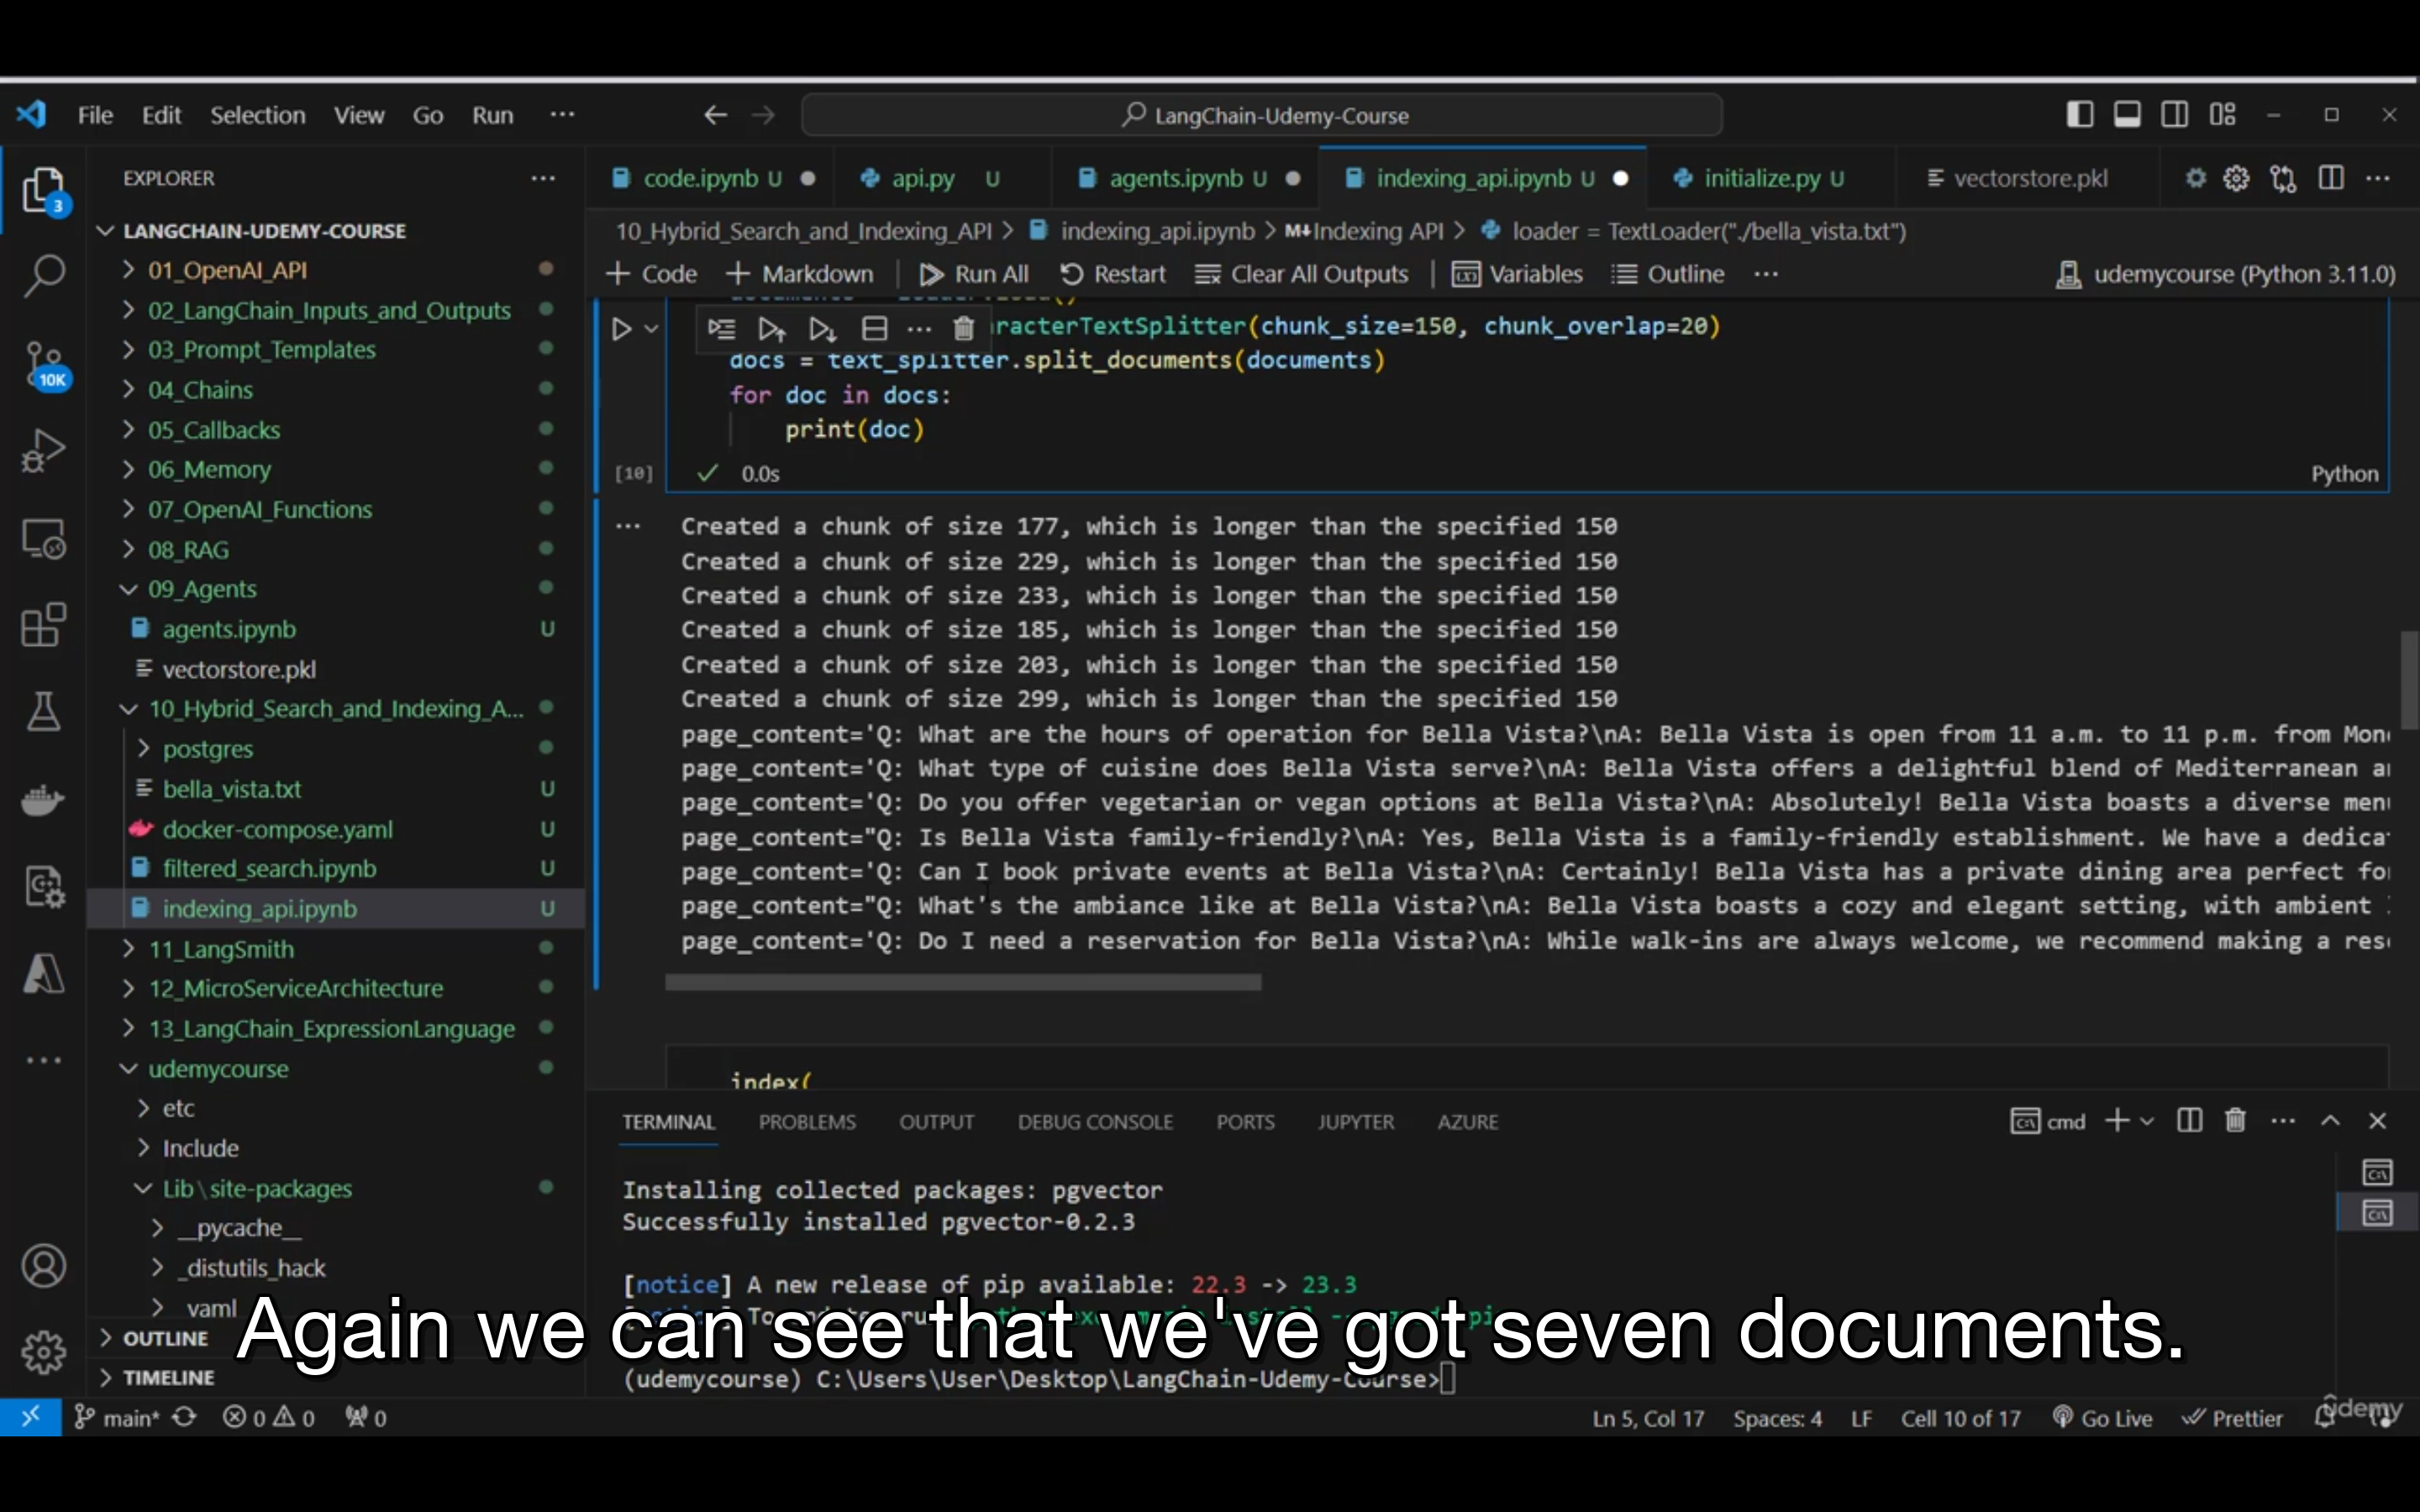 File Edit Selection View Go Run ···
LangChain-Udemy-Course
EXPLORER
3
10K
LANGCHAIN-UDEMY-COURSE
01_OpenAI_API
02_LangChain_Inputs_and_Outputs
03_Prompt_Templates
04_Chains
05_Callbacks
06_Memory
07_OpenAI_Functions
08_RAG
09_Agents
agents.ipynb U
vectorstore.pkl
10_Hybrid_Search_and_Indexing_A...
postgres
bella_vista.txt U
docker-compose.yaml U
filtered_search.ipynb U
indexing_api.ipynb U
11_LangSmith
12_MicroServiceArchitecture
13_LangChain_ExpressionLanguage
udemycourse
etc
Include
Lib\site-packages
__pycache__
_distutils_hack
yaml
OUTLINE
TIMELINE
code.ipynb U api.py U agents.ipynb U indexing_api.ipynb U initialize.py U vectorstore.pkl
10_Hybrid_Search_and_Indexing_API > indexing_api.ipynb > M↓Indexing API > loader = TextLoader("./bella_vista.txt")
+ Code + Markdown Run All Restart Clear All Outputs Variables Outline ··· udemycourse (Python 3.11.0)
racterTextSplitter(chunk_size=150, chunk_overlap=20)
docs = text_splitter.split_documents(documents)
for doc in docs:
print(doc)
[10] 0.0s Python
Created a chunk of size 177, which is longer than the specified 150
Created a chunk of size 229, which is longer than the specified 150
Created a chunk of size 233, which is longer than the specified 150
Created a chunk of size 185, which is longer than the specified 150
Created a chunk of size 203, which is longer than the specified 150
Created a chunk of size 299, which is longer than the specified 150
page_content='Q: What are the hours of operation for Bella Vista?\nA: Bella Vista is open from 11 a.m. to 11 p.m. from
page_content='Q: What type of cuisine does Bella Vista serve?\nA: Bella Vista offers a delightful blend of Mediterranean
page_content='Q: Do you offer vegetarian or vegan options at Bella Vista?\nA: Absolutely! Bella Vista boasts a diverse
page_content="Q: Is Bella Vista family-friendly?\nA: Yes, Bella Vista is a family-friendly establishment. We have a
page_content='Q: Can I book private events at Bella Vista?\nA: Certainly! Bella Vista has a private dining area perfect
page_content="Q: What's the ambiance like at Bella Vista?\nA: Bella Vista boasts a cozy and elegant setting, with ambient
page_content='Q: Do I need a reservation for Bella Vista?\nA: While walk-ins are always welcome, we recommend making a
index(
TERMINAL PROBLEMS OUTPUT DEBUG CONSOLE PORTS JUPYTER AZURE
cmd
Installing collected packages: pgvector
Successfully installed pgvector-0.2.3
[notice] A new release of pip available: 22.3 -> 23.3
Again we can see that we've got seven documents.
(udemycourse) C:\Users\User\Desktop\LangChain-Udemy-Course>
main* 0 0 0
Ln 5, Col 17 Spaces: 4 LF Cell 10 of 17 Go Live Prettier
udemy